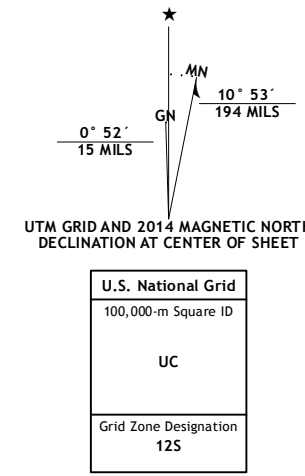 ★
MN
GN
10° 53´
194 MILS
0° 52´
15 MILS
UTM GRID AND 2014 MAGNETIC NORTH
DECLINATION AT CENTER OF SHEET
U.S. National Grid
100,000-m Square ID
UC
Grid Zone Designation
12S